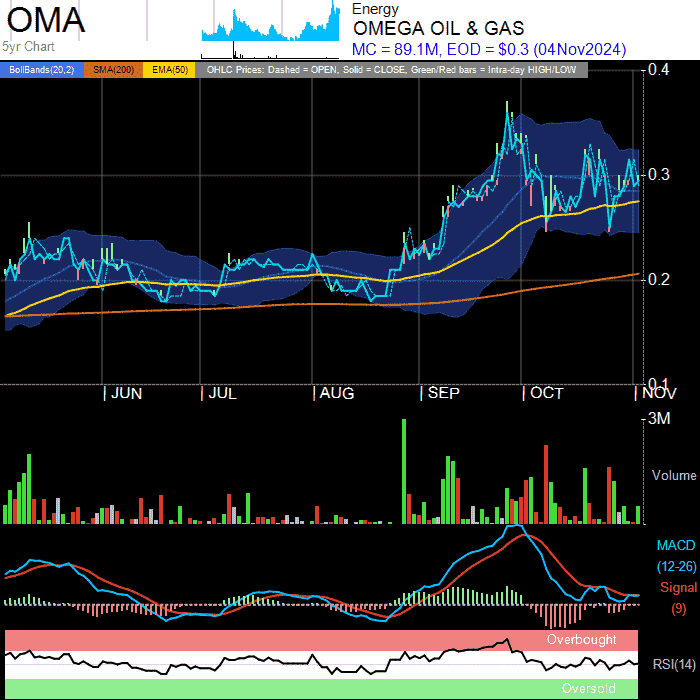 OMA
5yr Chart
Energy
OMEGA OIL & GAS
MC = 89.1M, EOD = $0.3 (04Nov2024)
BollBands(20,2) SMA(200) EMA(50) OHLC Prices: Dashed = OPEN, Solid = CLOSE, Green/Red bars = Intra-day HIGH/LOW
0.4
0.3
0.2
0.1
JUN JUL AUG SEP OCT NOV
3M
Volume
MACD
(12-26)
Signal
(9)
Overbought
RSI(14)
Oversold